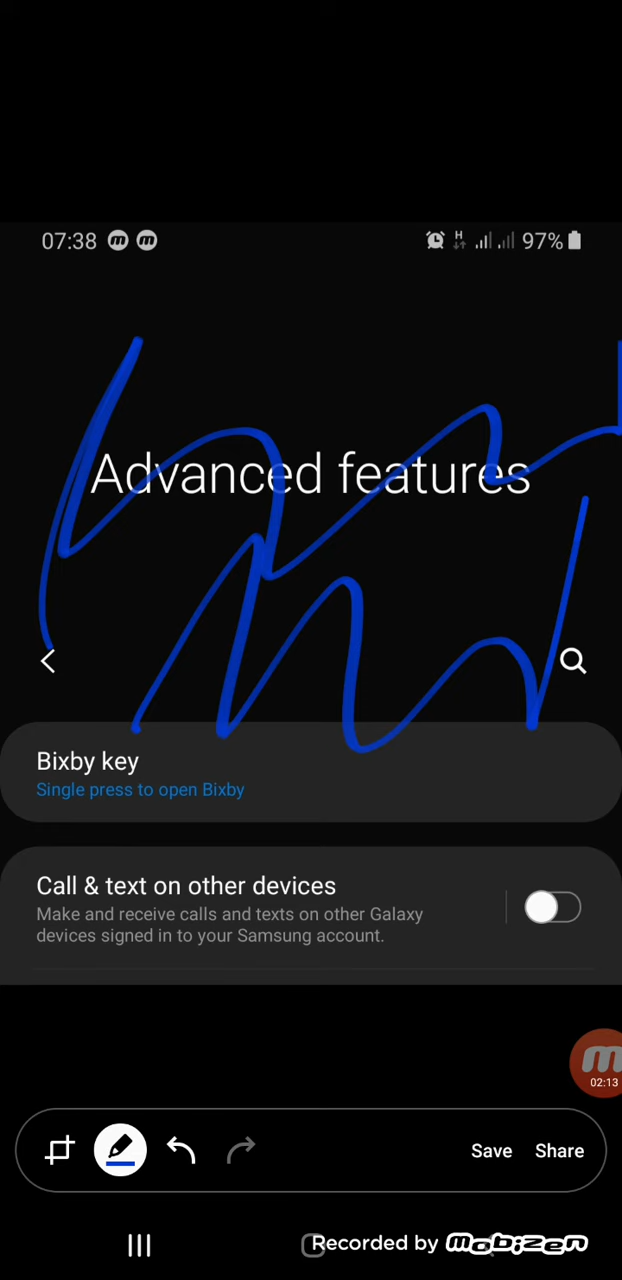 07:38 97%
Advanced features
Bixby key
Single press to open Bixby
Call & text on other devices
Make and receive calls and texts on other Galaxy
devices signed in to your Samsung account.
02:13
Save Share
Recorded by mobizen